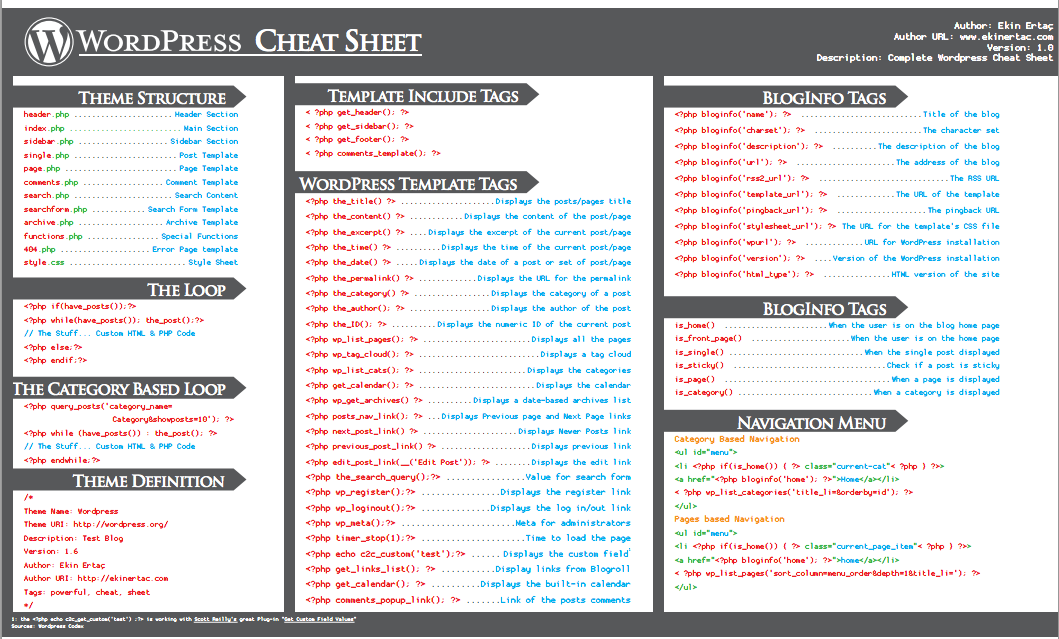 WORDPRESS CHEAT SHEET
Author: Ekin Ertaç
Author URL: www.ekinertac.com
Version: 1.0
Description: Complete Wordpress Cheat Sheet
THEME STRUCTURE
header.php ...................... Header Section
index.php ........................ Main Section
sidebar.php ..................... Sidebar Section
single.php ....................... Post Template
page.php ........................ Page Template
comments.php ................... Comment Template
search.php ...................... Search Content
searchform.php ............ Search Form Template
archive.php .................... Archive Template
functions.php ................ Special Functions
404.php ..................... Error Page template
style.css ............................ Style Sheet
THE LOOP
<?php if(have_posts());?>
<?php while(have_posts()); the_post();?>
// The Stuff... Custom HTML & PHP Code
<?php else;?>
<?php endif;?>
THE CATEGORY BASED LOOP
<?php query_posts('category_name=
Category&showposts=10'); ?>
<?php while (have_posts()) : the_post(); ?>
// The Stuff... Custom HTML & PHP Code
<?php endwhile;?>
THEME DEFINITION
/*
Theme Name: Wordpress
Theme URI: http://wordpress.org/
Description: Test Blog
Version: 1.6
Author: Ekin Ertaç
Author URI: http://ekinertac.com
Tags: powerful, cheat, sheet
*/
TEMPLATE INCLUDE TAGS
< ?php get_header(); ?>
< ?php get_sidebar(); ?>
< ?php get_footer(); ?>
< ?php comments_template(); ?>
WORDPRESS TEMPLATE TAGS
<?php the_title() ?> .....................Displays the posts/pages title
<?php the_content() ?> ............Displays the content of the post/page
<?php the_excerpt() ?> ....Displays the excerpt of the current post/page
<?php the_time() ?> .......Displays the time of the current post/page
<?php the_date() ?> .....Displays the date of a post or set of post/page
<?php the_permalink() ?> ..............Displays the URL for the permalink
<?php the_category() ?> .................Displays the category of a post
<?php the_author(); ?> ..................Displays the author of the post
<?php the_ID(); ?> ..........Displays the numeric ID of the current post
<?php wp_list_pages(); ?> .........................Displays all the pages
<?php wp_tag_cloud(); ?> ...........................Displays a tag cloud
<?php wp_list_cats(); ?> ........................Displays the categories
<?php get_calendar(); ?> ..........................Displays the calendar
<?php wp_get_archives() ?> ..........Displays a date-based archives list
<?php posts_nav_link(); ?> ...Displays Previous page and Next Page links
<?php next_post_link() ?> ......................Displays Never Posts link
<?php previous_post_link() ?> .....................Displays previous link
<?php edit_post_link(__('Edit Post'); ?> .........Displays the edit link
<?php the_search_query();?> ...................Value for search form
<?php wp_register();?> ..................Displays the register link
<?php wp_loginout();?> ................Displays the log in/out link
<?php wp_meta();?> ...........................Meta for administrators
<?php timer_stop(1);?> .........................Time to load the page
<?php echo c2c_custom('test');?> ...... Displays the custom field¹
<?php get_links_list(); ?> .............Display links from Blogroll
<?php get_calendar(); ?> ...........Displays the built-in calendar
<?php comments_popup_link(); ?> .......Link of the posts comments
BLOGINFO TAGS
<?php bloginfo('name'); ?> ...........................Title of the blog
<?php bloginfo('charset'); ?> ..........................The character set
<?php bloginfo('description'); ?> ..........The description of the blog
<?php bloginfo('url'); ?> ........................The address of the blog
<?php bloginfo('rss2_url'); ?> ...............................The RSS URL
<?php bloginfo('template_url'); ?> ...............The URL of the template
<?php bloginfo('pingback_url'); ?> .....................The pingback URL
<?php bloginfo('stylesheet_url'); ?> The URL for the template's CSS file
<?php bloginfo('wpurl'); ?> ...............URL for WordPress installation
<?php bloginfo('version'); ?> ....Version of the WordPress installation
<?php bloginfo('html_type'); ?> .....................HTML version of the site
BLOGINFO TAGS
is_home() .........................When the user is on the blog home page
is_front_page() ........................When the user is on the home page
is_single() ..............................When the single post displayed
is_sticky() ....................................Check if a post is sticky
is_page() .......................................When a page is displayed
is_category() ...............................When a category is displayed
NAVIGATION MENU
Category Based Navigation
<ul id="menu">
<li <?php if(is_home()) { ?> class="current-cat"< ?php } ?>>
<a href="<?php bloginfo('home'); ?>">Home</a></li>
< ?php wp_list_categories('title_li=&orderby=id'); ?>
</ul>
Pages based Navigation
<ul id="menu">
<li <?php if(is_home()) { ?> class="current_page_item"< ?php } ?>>
<a href="<?php bloginfo('home'); ?>">Home</a></li>
< ?php wp_list_pages('sort_column=menu_order&depth=1&title_li='); ?>
</ul>
1: the <?php echo c2c_get_custom('test') ;?> is working with Scott Reilly's great Plug-in "Get Custom Field Values"
Sources: Wordpress Codex